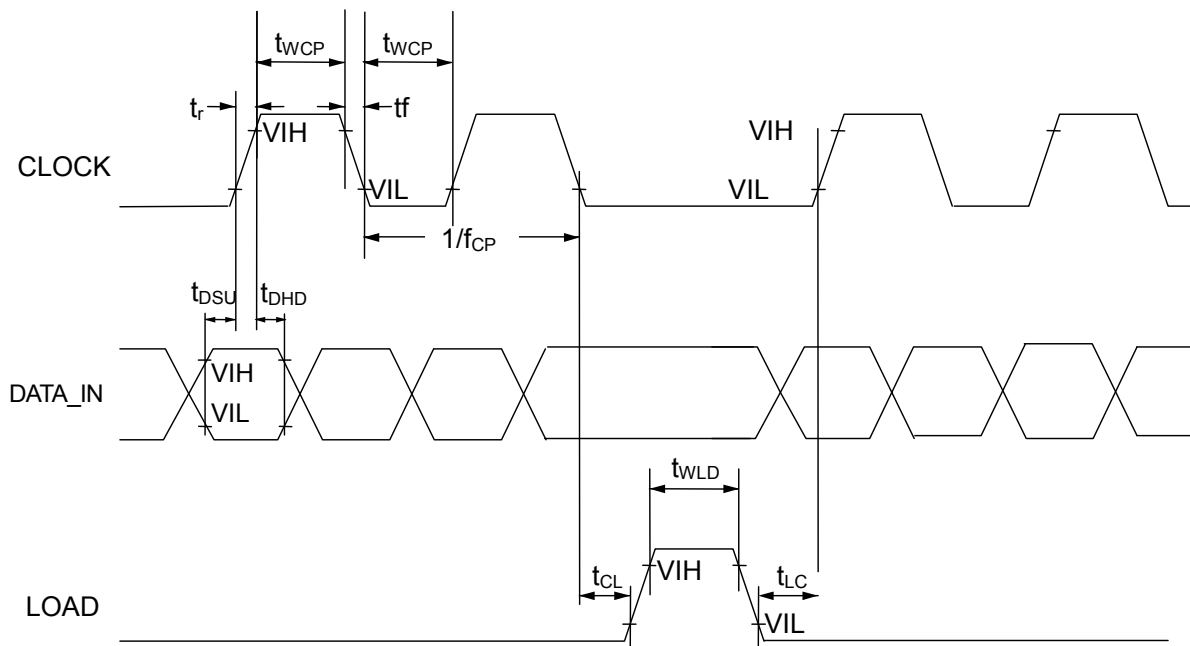 tWCP tWCP
tr tf
VIH VIH
CLOCK
VIL VIL
1/fCP
tDSU tDHD
VIH
DATA_IN
VIL
tWLD
tCL VIH tLC
LOAD
VIL